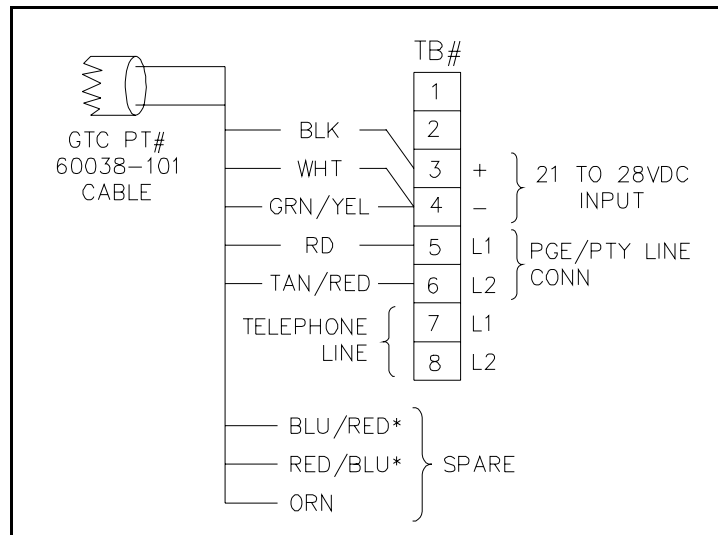 TB#
1
2
3 +
4 –
5 L1
6 L2
7 L1
8 L2
GTC PT#
60038-101
CABLE
BLK
WHT
GRN/YEL
RD
TAN/RED
21 TO 28VDC
INPUT
PGE/PTY LINE
CONN
TELEPHONE
LINE
BLU/RED*
RED/BLU*
ORN
SPARE